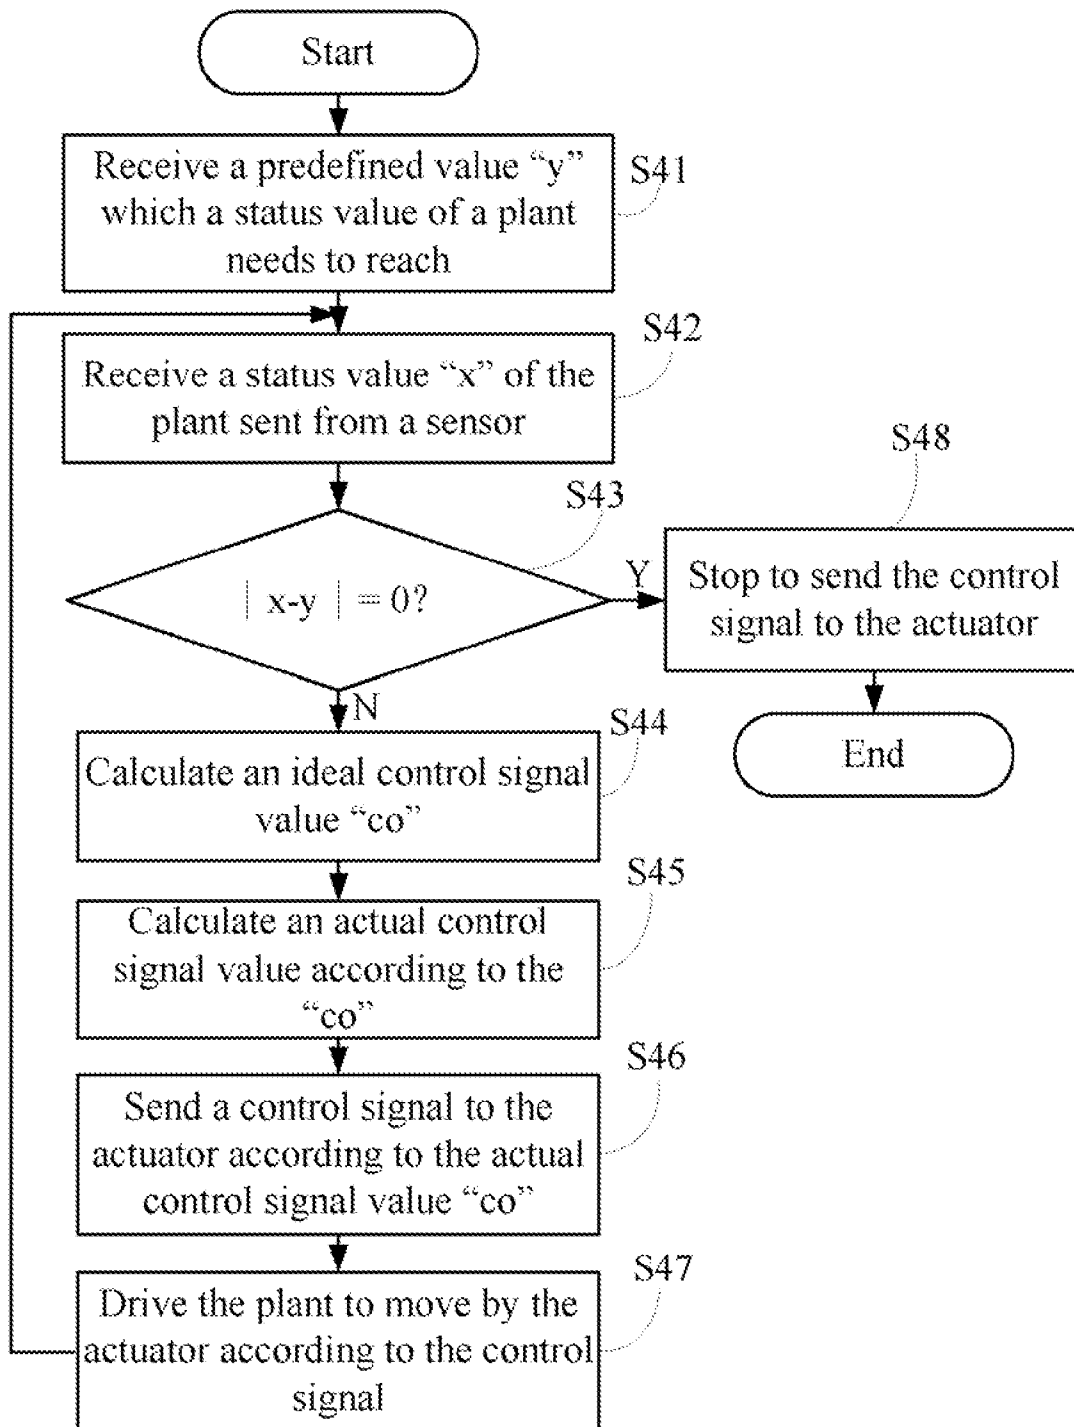 Start
Receive a predefined value “y”
which a status value of a plant
needs to reach
S41
Receive a status value “x” of the
plant sent from a sensor
S42
| x-y | = 0?
S43
Y
N
Stop to send the control
signal to the actuator
S48
End
Calculate an ideal control signal
value “co”
S44
Calculate an actual control
signal value according to the
“co”
S45
Send a control signal to the
actuator according to the actual
control signal value “co”
S46
Drive the plant to move by the
actuator according to the control
signal
S47